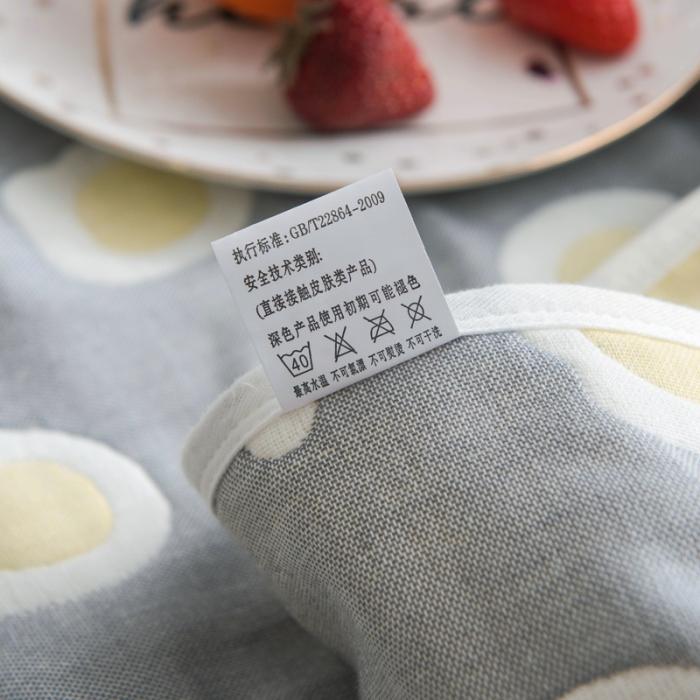 执行标准:GB/T22864-2009
安全技术类别:
(直接接触皮肤类产品)
深色产品使用初期可能褪色
40
最高水温 不可氯漂 不可熨烫 不可干洗